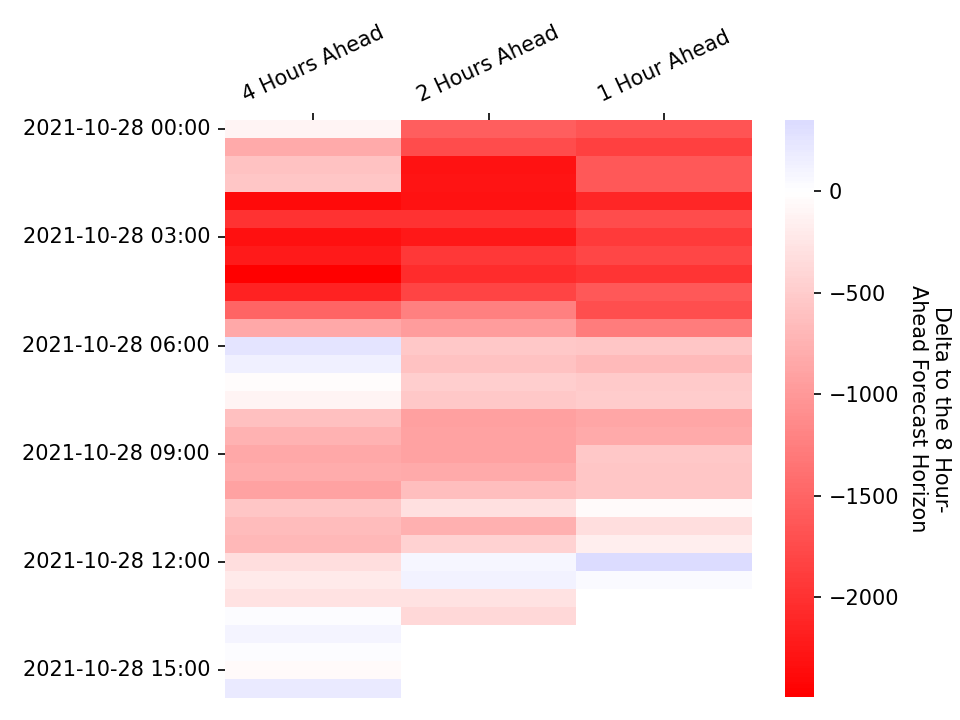 4 Hours Ahead
2 Hours Ahead
1 Hour Ahead
2021-10-28 00:00
2021-10-28 03:00
2021-10-28 06:00
2021-10-28 09:00
2021-10-28 12:00
2021-10-28 15:00
0
−500
−1000
−1500
−2000
Delta to the 8 Hour-
Ahead Forecast Horizon